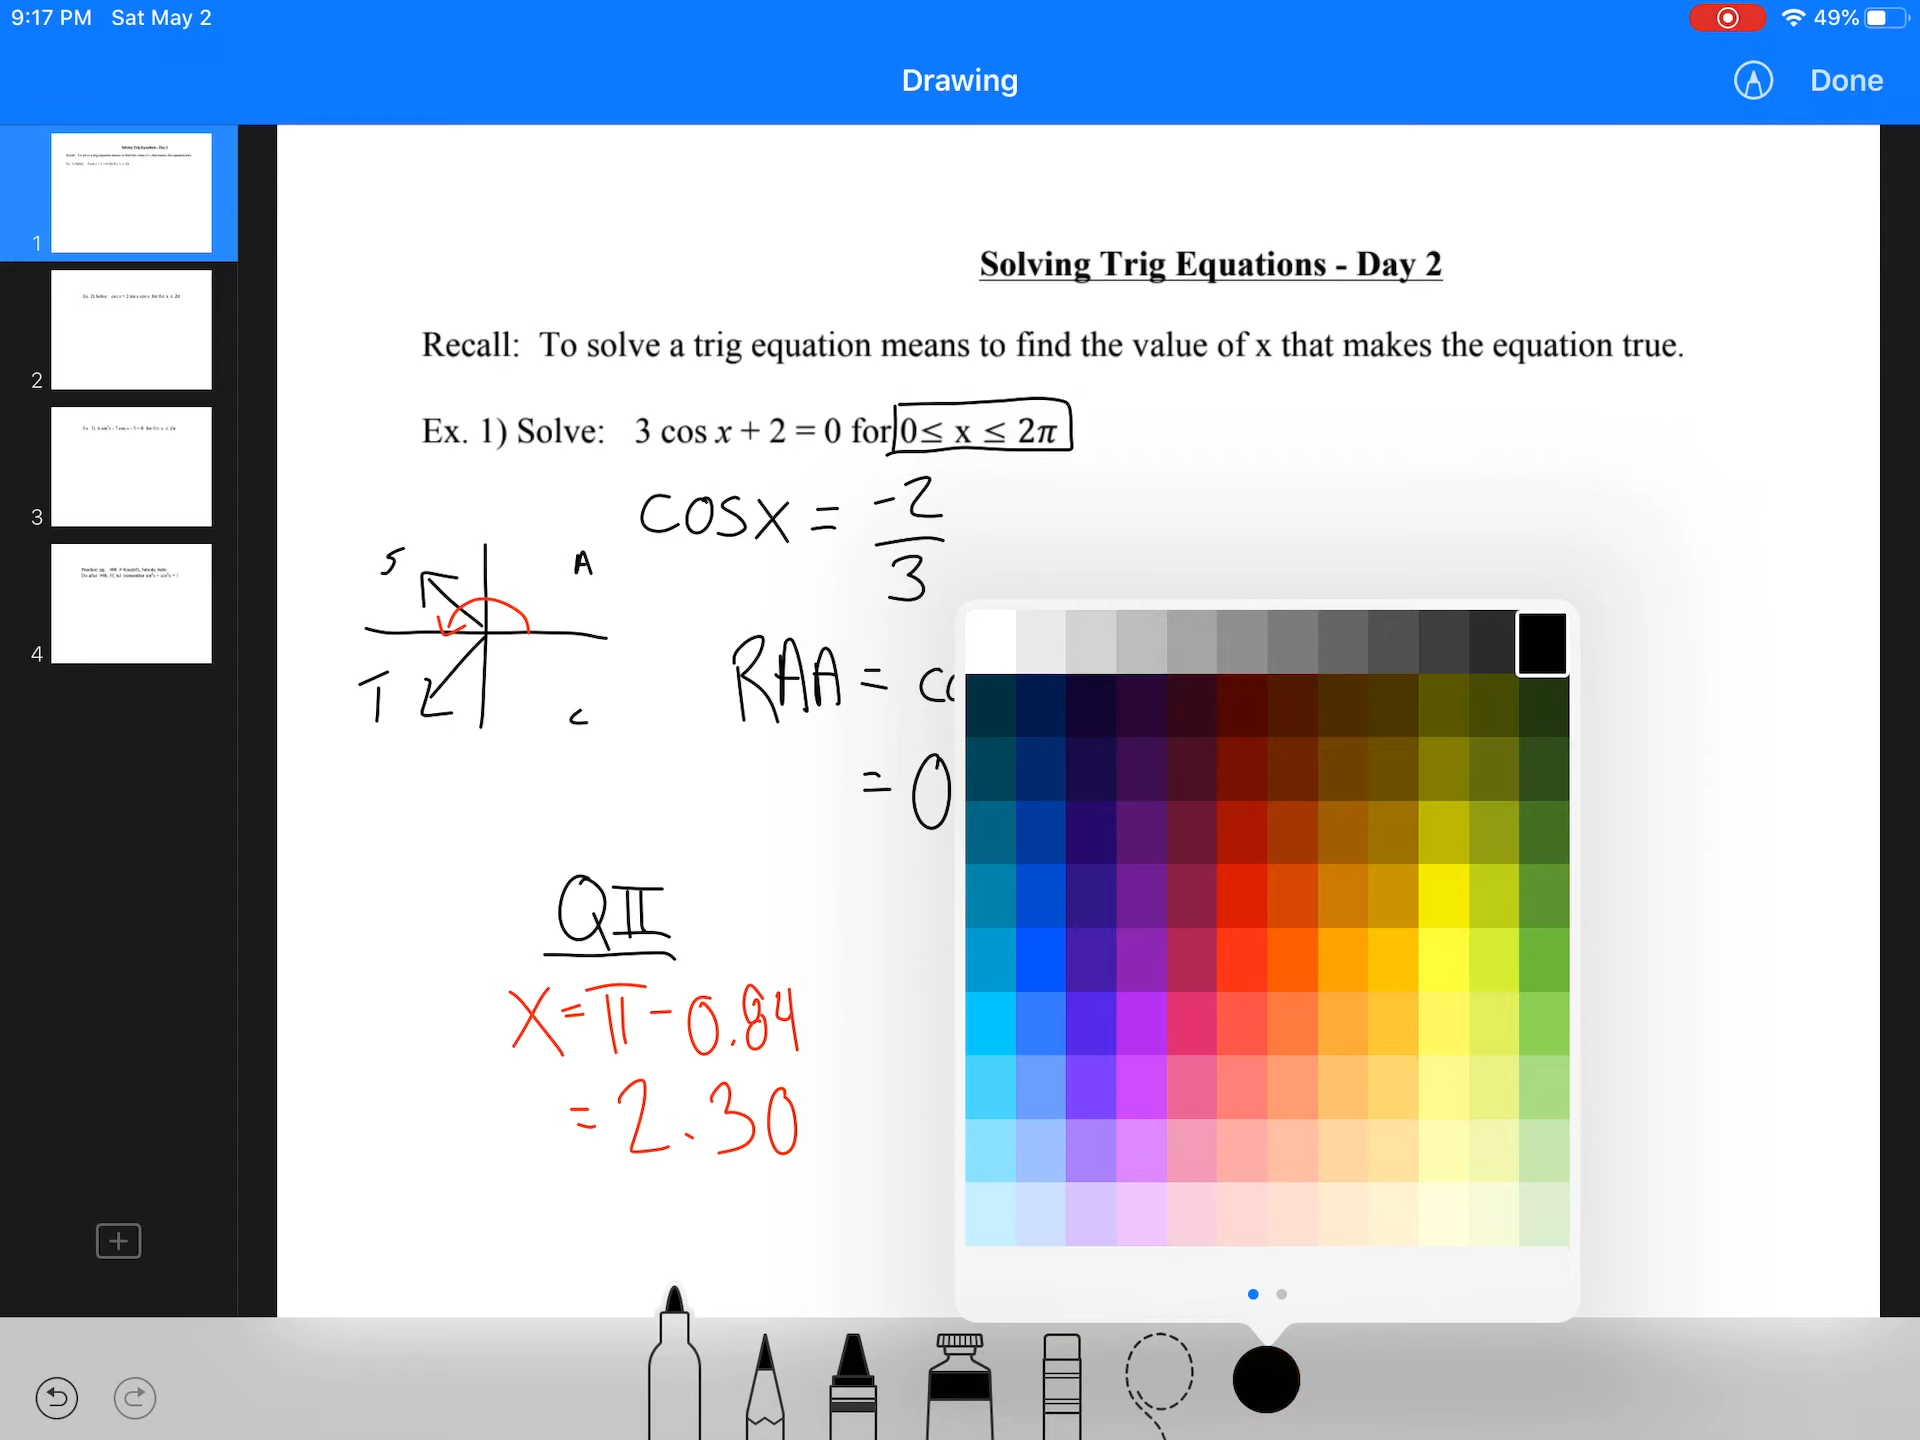 9:17 PM Sat May 2
49%
Drawing
Done
1
2
3
4
Solving Trig Equations - Day 2
Recall: To solve a trig equation means to find the value of x that makes the equation true.
Ex. 1) Solve: 3 cos x + 2 = 0 for 0≤ x ≤ 2π
COSX = -2/3
S A
T C
RAA = co
= 0
QII
X=π-0.84
=2.30